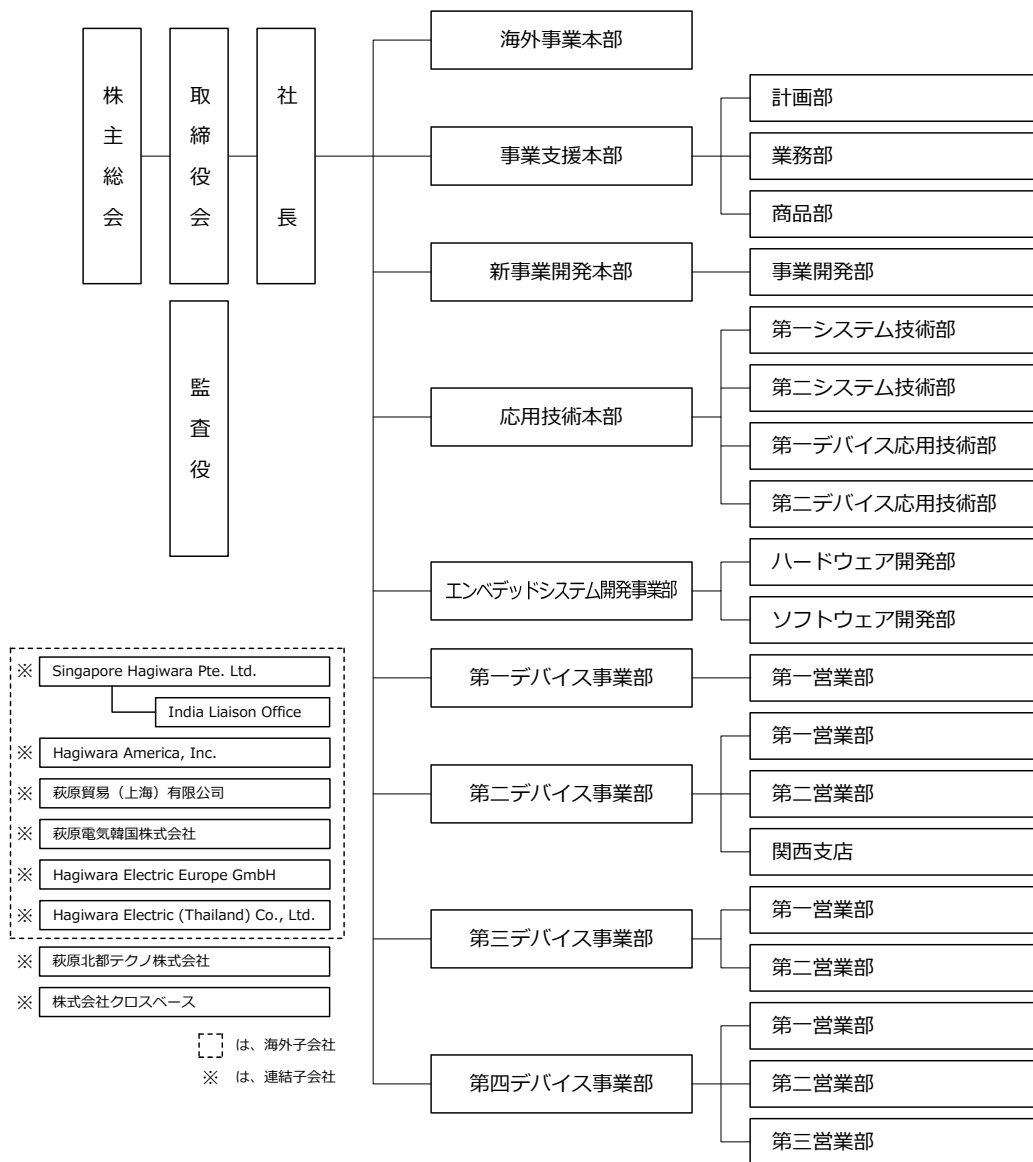 株主総会
取締役会
社長
監査役
海外事業本部
事業支援本部
計画部
業務部
商品部
新事業開発本部
事業開発部
応用技術本部
第一システム技術部
第二システム技術部
第一デバイス応用技術部
第二デバイス応用技術部
エンベデッドシステム開発事業部
ハードウェア開発部
ソフトウェア開発部
第一デバイス事業部
第一営業部
第二デバイス事業部
第一営業部
第二営業部
関西支店
第三デバイス事業部
第一営業部
第二営業部
第四デバイス事業部
第一営業部
第二営業部
第三営業部
※ Singapore Hagiwara Pte. Ltd.
India Liaison Office
※ Hagiwara America, Inc.
※ 萩原貿易（上海）有限公司
※ 萩原電気韓国株式会社
※ Hagiwara Electric Europe GmbH
※ Hagiwara Electric (Thailand) Co., Ltd.
※ 萩原北都テクノ株式会社
※ 株式会社クロスベース
は、海外子会社
※ は、連結子会社